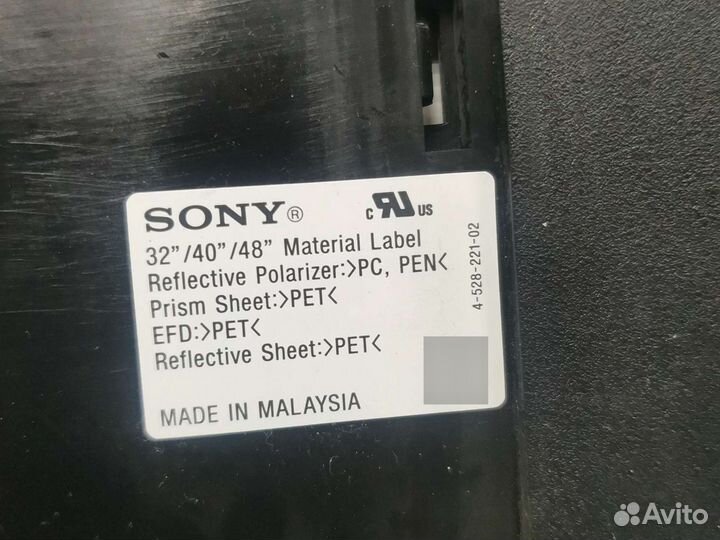 SONY®
c RU US
32"/40"/48" Material Label
Reflective Polarizer:>PC, PEN<
Prism Sheet:>PET<
EFD:>PET<
Reflective Sheet:>PET<
MADE IN MALAYSIA
4-528-221-02
Avito